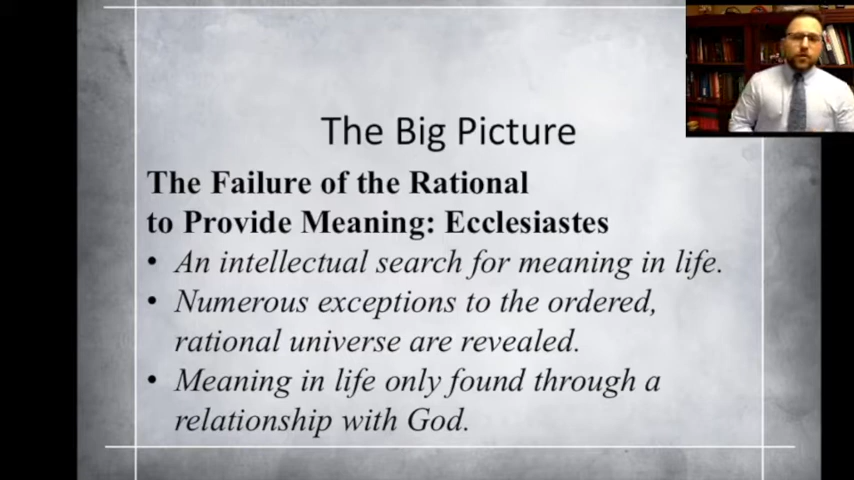 The Big Picture
The Failure of the Rational
to Provide Meaning: Ecclesiastes
• An intellectual search for meaning in life.
• Numerous exceptions to the ordered,
rational universe are revealed.
• Meaning in life only found through a
relationship with God.